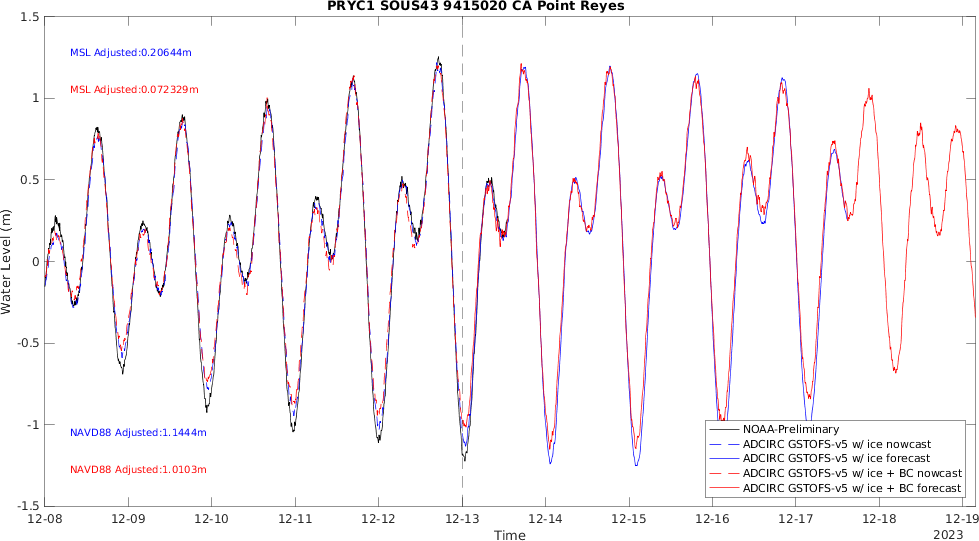 PRYC1 SOUS43 9415020 CA Point Reyes
1.5
1
0.5
0
-0.5
-1
-1.5
Water Level (m)
MSL Adjusted:0.20644m
MSL Adjusted:0.072329m
NAVD88 Adjusted:1.1444m
NAVD88 Adjusted:1.0103m
NOAA-Preliminary
ADCIRC GSTOFS-v5 w/ ice nowcast
ADCIRC GSTOFS-v5 w/ ice forecast
ADCIRC GSTOFS-v5 w/ ice + BC nowcast
ADCIRC GSTOFS-v5 w/ ice + BC forecast
12-08 12-09 12-10 12-11 12-12 12-13 12-14 12-15 12-16 12-17 12-18 12-19
Time
2023